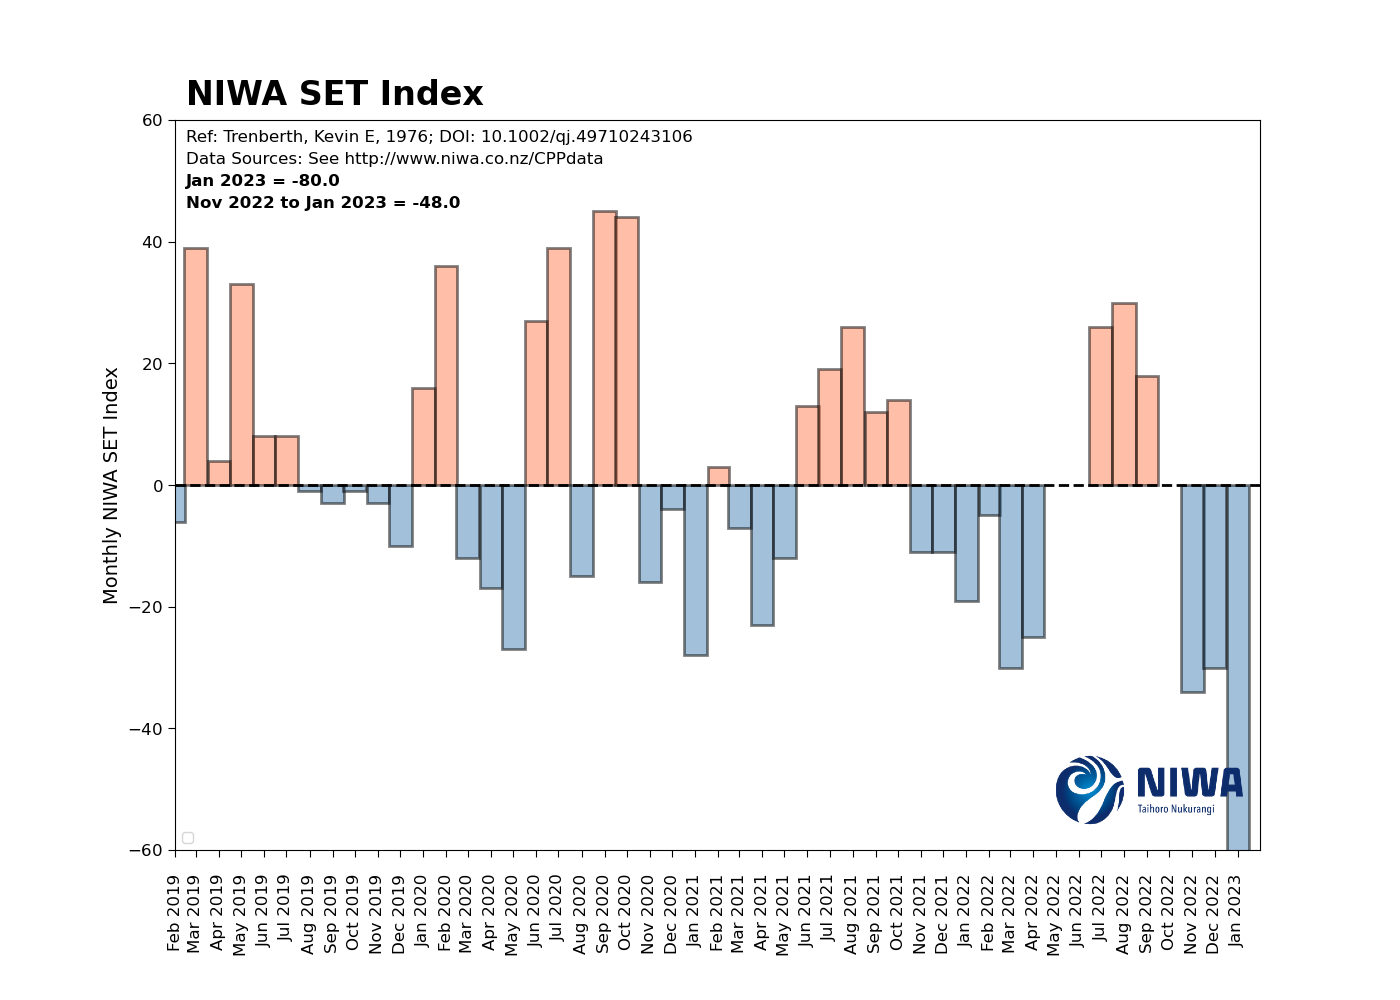 NIWA SET Index
Ref: Trenberth, Kevin E, 1976; DOI: 10.1002/qj.49710243106
Data Sources: See http://www.niwa.co.nz/CPPdata
Jan 2023 = -80.0
Nov 2022 to Jan 2023 = -48.0
Monthly NIWA SET Index
60
40
20
0
−20
−40
−60
NIWA
Taihoro Nukurangi
Feb 2019
Mar 2019
Apr 2019
May 2019
Jun 2019
Jul 2019
Aug 2019
Sep 2019
Oct 2019
Nov 2019
Dec 2019
Jan 2020
Feb 2020
Mar 2020
Apr 2020
May 2020
Jun 2020
Jul 2020
Aug 2020
Sep 2020
Oct 2020
Nov 2020
Dec 2020
Jan 2021
Feb 2021
Mar 2021
Apr 2021
May 2021
Jun 2021
Jul 2021
Aug 2021
Sep 2021
Oct 2021
Nov 2021
Dec 2021
Jan 2022
Feb 2022
Mar 2022
Apr 2022
May 2022
Jun 2022
Jul 2022
Aug 2022
Sep 2022
Oct 2022
Nov 2022
Dec 2022
Jan 2023